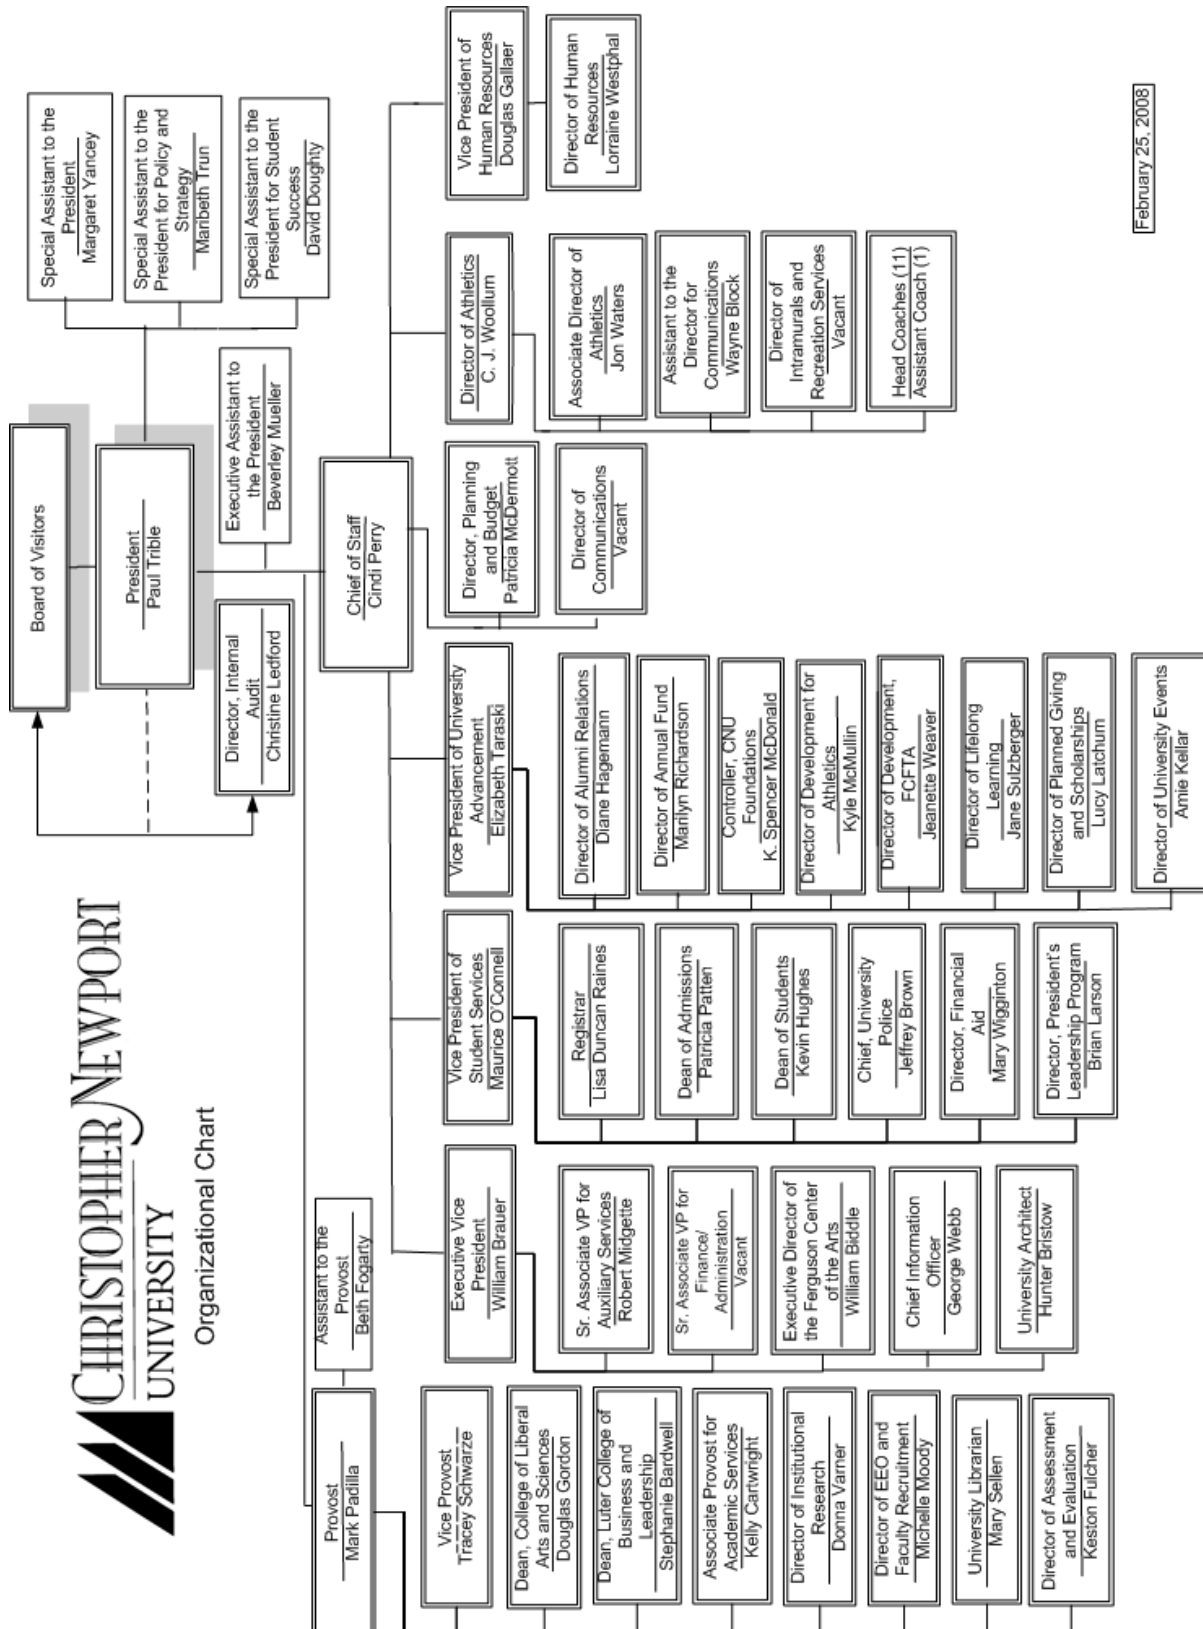 CHRISTOPHER NEWPORT
UNIVERSITY
Organizational Chart
Board of Visitors
President
Paul Trible
Special Assistant to the
President
Margaret Yancey
Special Assistant to the
President for Policy and
Strategy
Maribeth Trun
Special Assistant to the
President for Student
Success
David Doughty
Executive Assistant to
the President
Beverley Mueller
Director, Internal
Audit
Christine Ledford
Chief of Staff
Cindi Perry
Provost
Mark Padilla
Assistant to the
Provost
Beth Fogarty
Vice Provost
Tracey Schwarze
Dean, College of Liberal
Arts and Sciences
Douglas Gordon
Dean, Luter College of
Business and
Leadership
Stephanie Bardwell
Associate Provost for
Academic Services
Kelly Cartwright
Director of Institutional
Research
Donna Varner
Director of EEO and
Faculty Recruitment
Michelle Moody
University Librarian
Mary Sellen
Director of Assessment
and Evaluation
Keston Fulcher
Executive Vice
President
William Brauer
Sr. Associate VP for
Auxiliary Services
Robert Midgette
Sr. Associate VP for
Finance/
Administration
Vacant
Executive Director of
the Ferguson Center
of the Arts
William Biddle
Chief Information
Officer
George Webb
University Architect
Hunter Bristow
Vice President of
Student Services
Maurice O'Connell
Registrar
Lisa Duncan Raines
Dean of Admissions
Patricia Patten
Dean of Students
Kevin Hughes
Chief, University
Police
Jeffrey Brown
Director, Financial
Aid
Mary Wigginton
Director, President's
Leadership Program
Brian Larson
Vice President of University
Advancement
Elizabeth Taraski
Director of Alumni Relations
Diane Hagemann
Director of Annual Fund
Marilyn Richardson
Controller, CNU
Foundations
K. Spencer McDonald
Director of Development for
Athletics
Kyle McMullin
Director of Development,
FCFTA
Jeanette Weaver
Director of Lifelong
Learning
Jane Sulzberger
Director of Planned Giving
and Scholarships
Lucy Latchum
Director of University Events
Amie Kellar
Director, Planning
and Budget
Patricia McDermott
Director of
Communications
Vacant
Director of Athletics
C. J. Woollum
Associate Director of
Athletics
Jon Waters
Assistant to the
Director for
Communications
Wayne Block
Director of
Intramurals and
Recreation Services
Vacant
Head Coaches (11)
Assistant Coach (1)
Vice President of
Human Resources
Douglas Gallaer
Director of Human
Resources
Lorraine Westphal
February 25, 2008